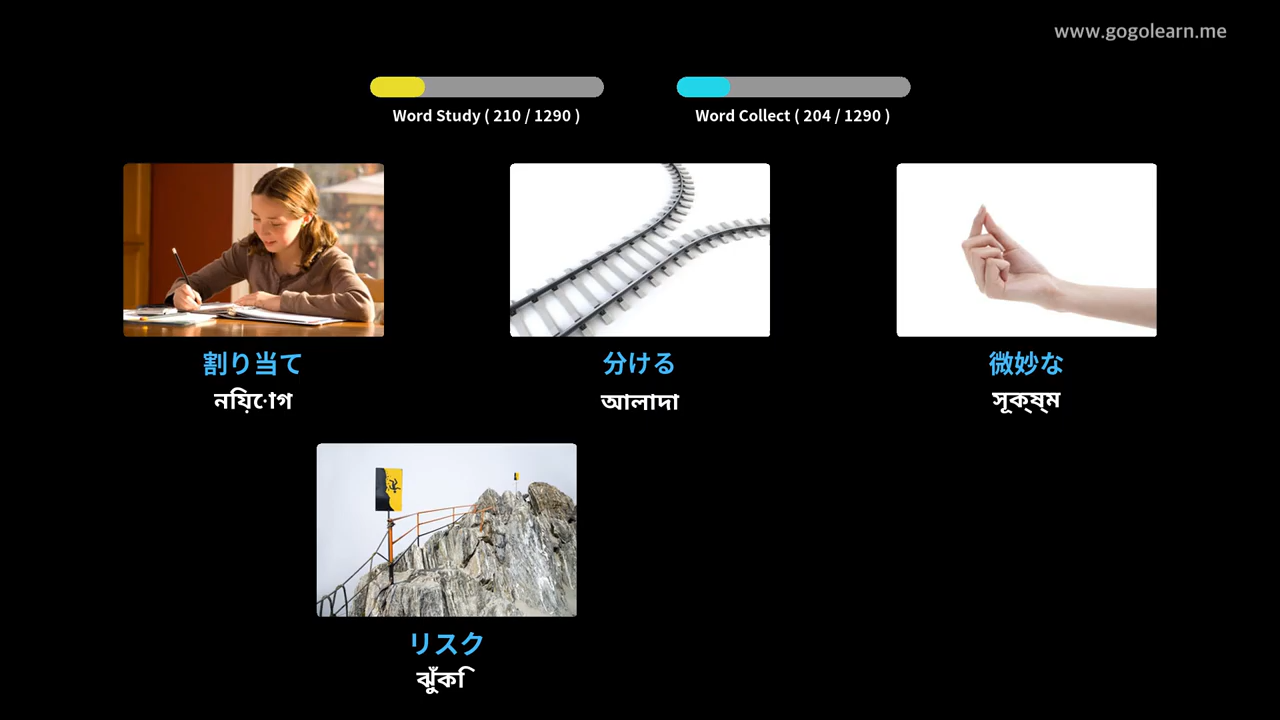 www.gogolearn.me
Word Study ( 210 / 1290 )
Word Collect ( 204 / 1290 )
割り当て
分ける
微妙な
নিয়োগ
আলাদা
সূক্ষ্ম
リスク
ঝুঁকি